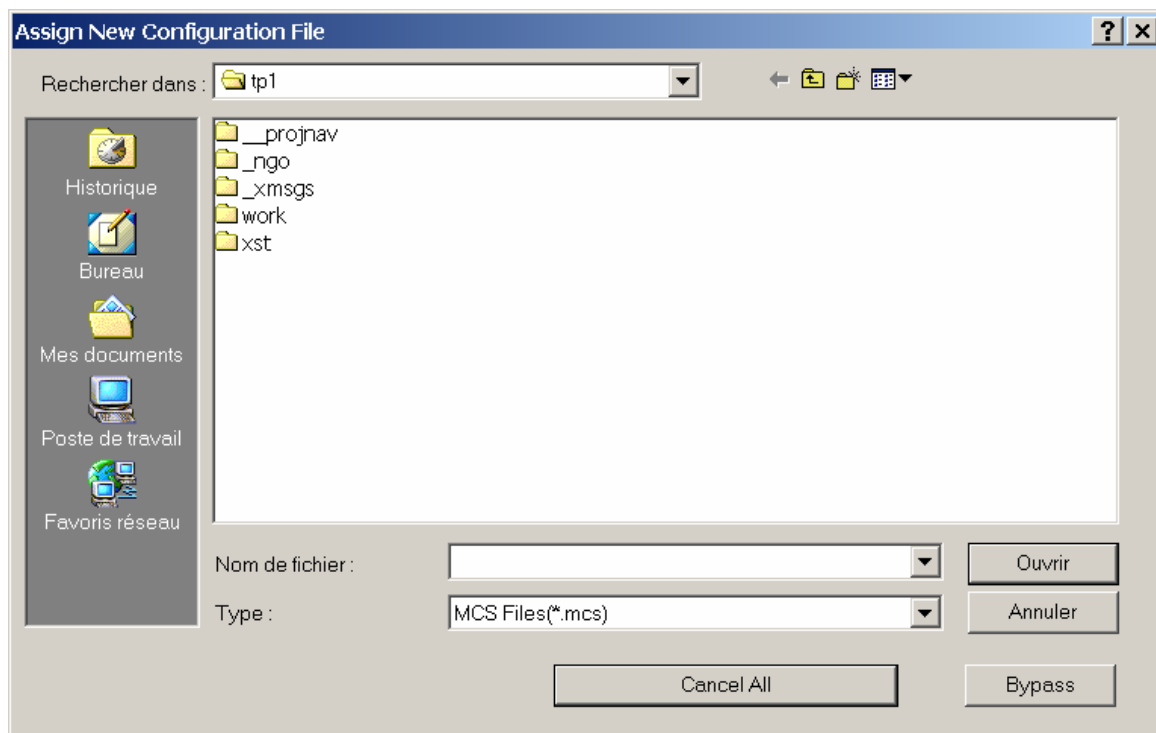 Assign New Configuration File
Rechercher dans :
tp1
Historique
Bureau
Mes documents
Poste de travail
Favoris réseau
__projnav
_ngo
_xmsgs
work
xst
Nom de fichier :
Ouvrir
Type :
MCS Files(*.mcs)
Annuler
Cancel All
Bypass